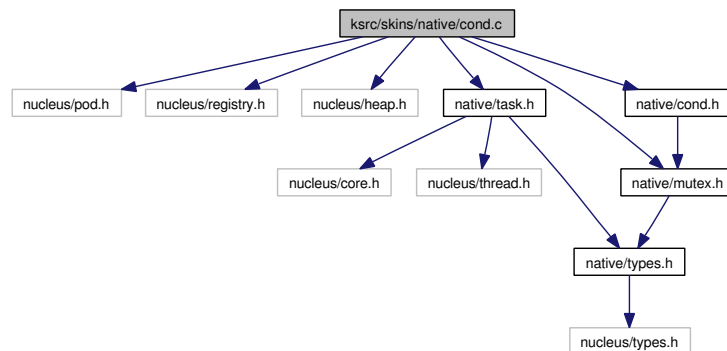 ksrc/skins/native/cond.c
nucleus/pod.h
nucleus/registry.h
nucleus/heap.h
native/task.h
native/cond.h
nucleus/core.h
nucleus/thread.h
native/mutex.h
native/types.h
nucleus/types.h